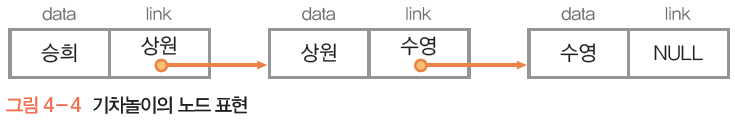 data link data link data link
승희 상원 상원 수영 수영 NULL
그림 4-4 기차놀이의 노드 표현